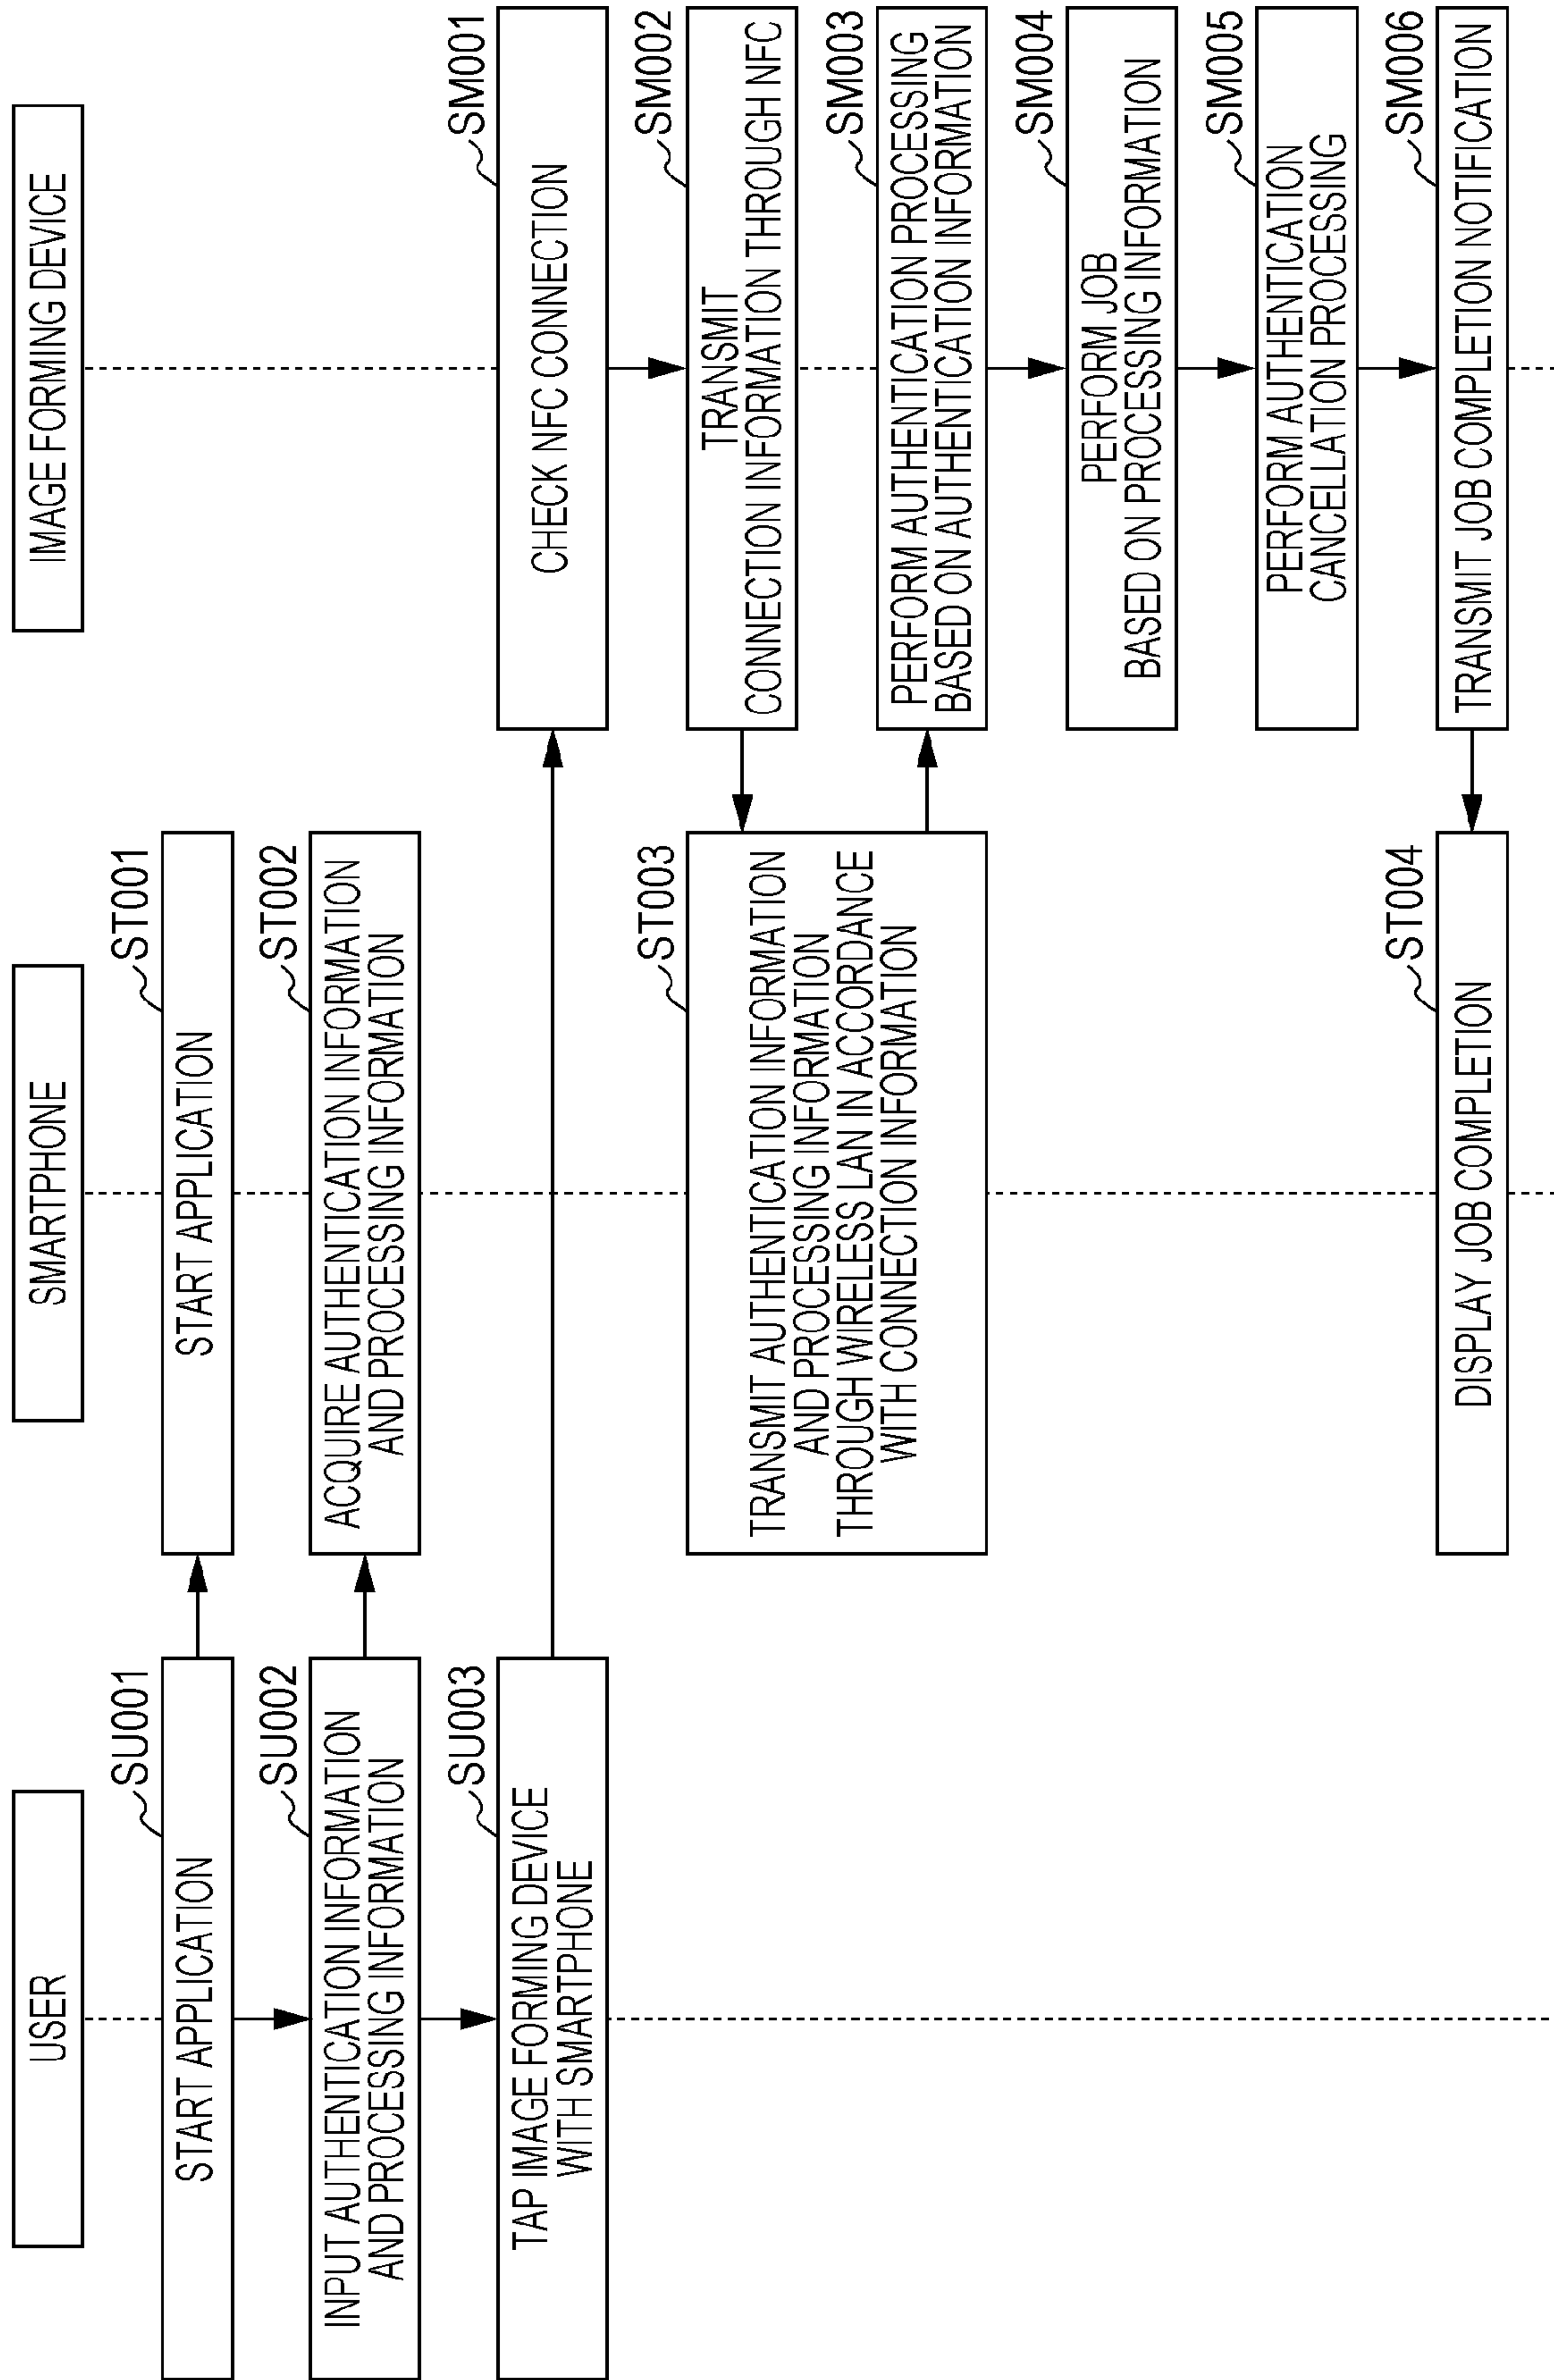 USER
SMARTPHONE
IMAGE FORMING DEVICE
SU001
START APPLICATION
ST001
START APPLICATION
SU002
INPUT AUTHENTICATION INFORMATION
AND PROCESSING INFORMATION
ST002
ACQUIRE AUTHENTICATION INFORMATION
AND PROCESSING INFORMATION
SU003
TAP IMAGE FORMING DEVICE
WITH SMARTPHONE
SM001
CHECK NFC CONNECTION
SM002
TRANSMIT
CONNECTION INFORMATION THROUGH NFC
ST003
TRANSMIT AUTHENTICATION INFORMATION
AND PROCESSING INFORMATION
THROUGH WIRELESS LAN IN ACCORDANCE
WITH CONNECTION INFORMATION
SM003
PERFORM AUTHENTICATION PROCESSING
BASED ON AUTHENTICATION INFORMATION
SM004
PERFORM JOB
BASED ON PROCESSING INFORMATION
SM005
PERFORM AUTHENTICATION
CANCELLATION PROCESSING
SM006
TRANSMIT JOB COMPLETION NOTIFICATION
ST004
DISPLAY JOB COMPLETION